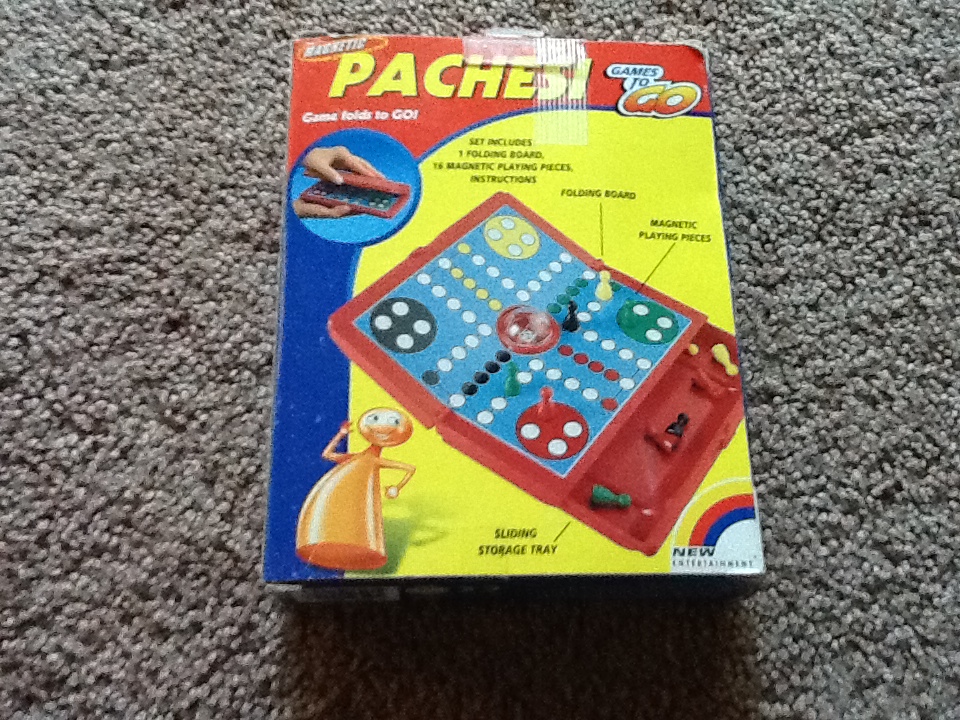 MAGNETIC
PACHESI
GAMES
TO
GO
Game folds to GO!
SET INCLUDES
1 FOLDING BOARD,
16 MAGNETIC PLAYING PIECES,
INSTRUCTIONS
FOLDING BOARD
MAGNETIC
PLAYING PIECES
SLIDING
STORAGE TRAY
NEW
ENTERTAINMENT